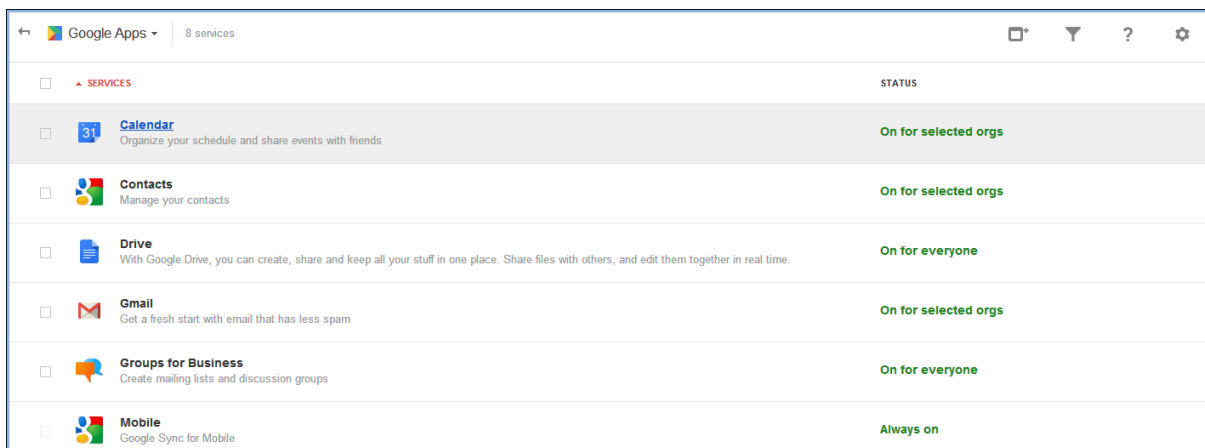 Google Apps 8 services ?
SERVICES STATUS
31 Calendar On for selected orgs
Organize your schedule and share events with friends
Contacts On for selected orgs
Manage your contacts
Drive On for everyone
With Google Drive, you can create, share and keep all your stuff in one place. Share files with others, and edit them together in real time.
Gmail On for selected orgs
Get a fresh start with email that has less spam
Groups for Business On for everyone
Create mailing lists and discussion groups
Mobile Always on
Google Sync for Mobile